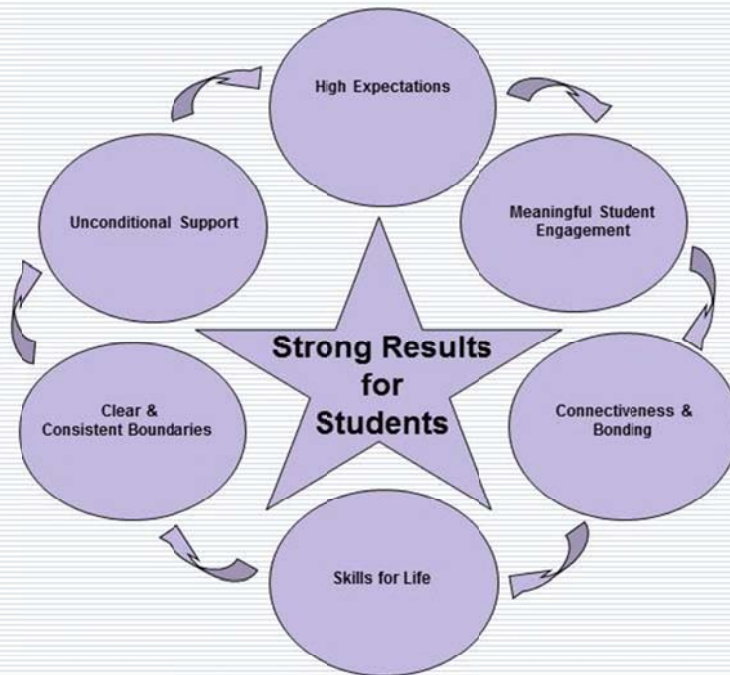 High Expectations
Meaningful Student
Engagement
Connectiveness &
Bonding
Skills for Life
Clear &
Consistent Boundaries
Unconditional Support
Strong Results
for
Students